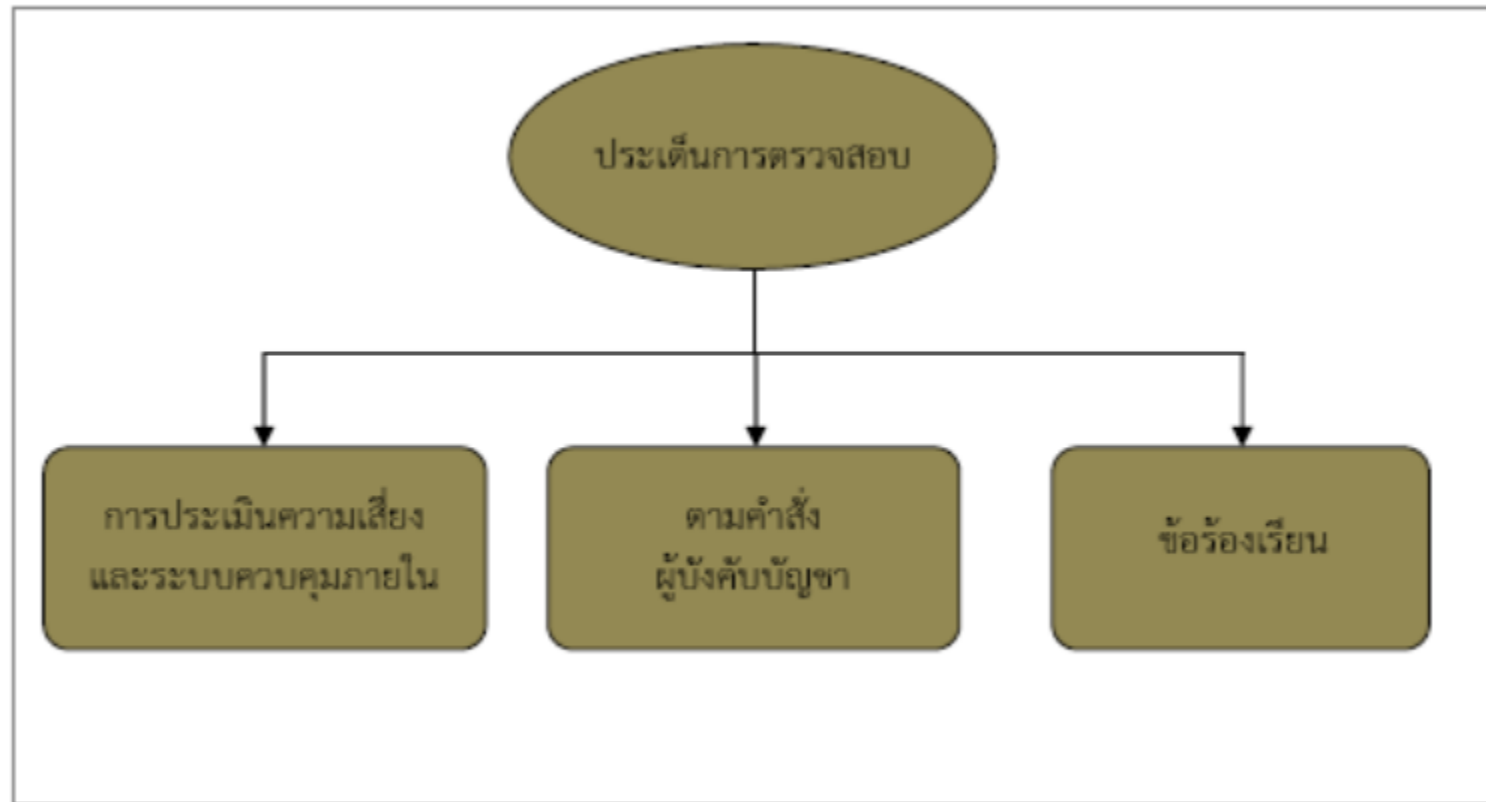 ประเด็นการตรวจสอบ
การประเมินความเสี่ยง
และระบบควบคุมภายใน
ตามคำสั่ง
ผู้บังคับบัญชา
ข้อร้องเรียน